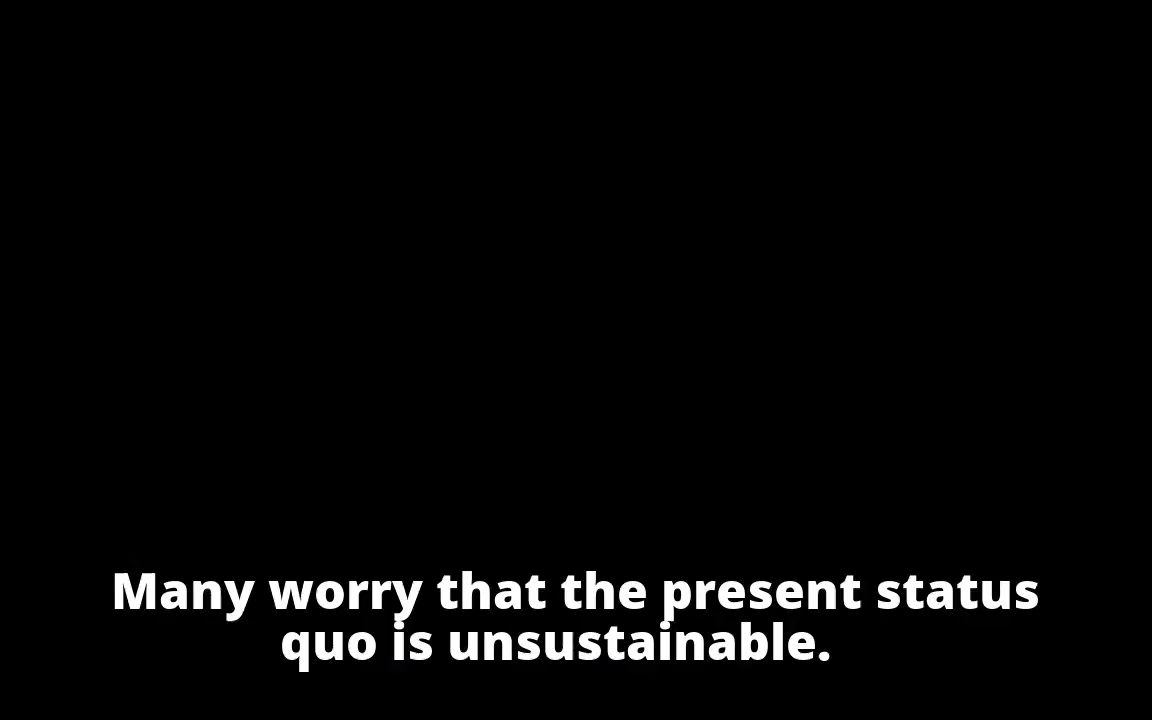 Many worry that the present status
quo is unsustainable.